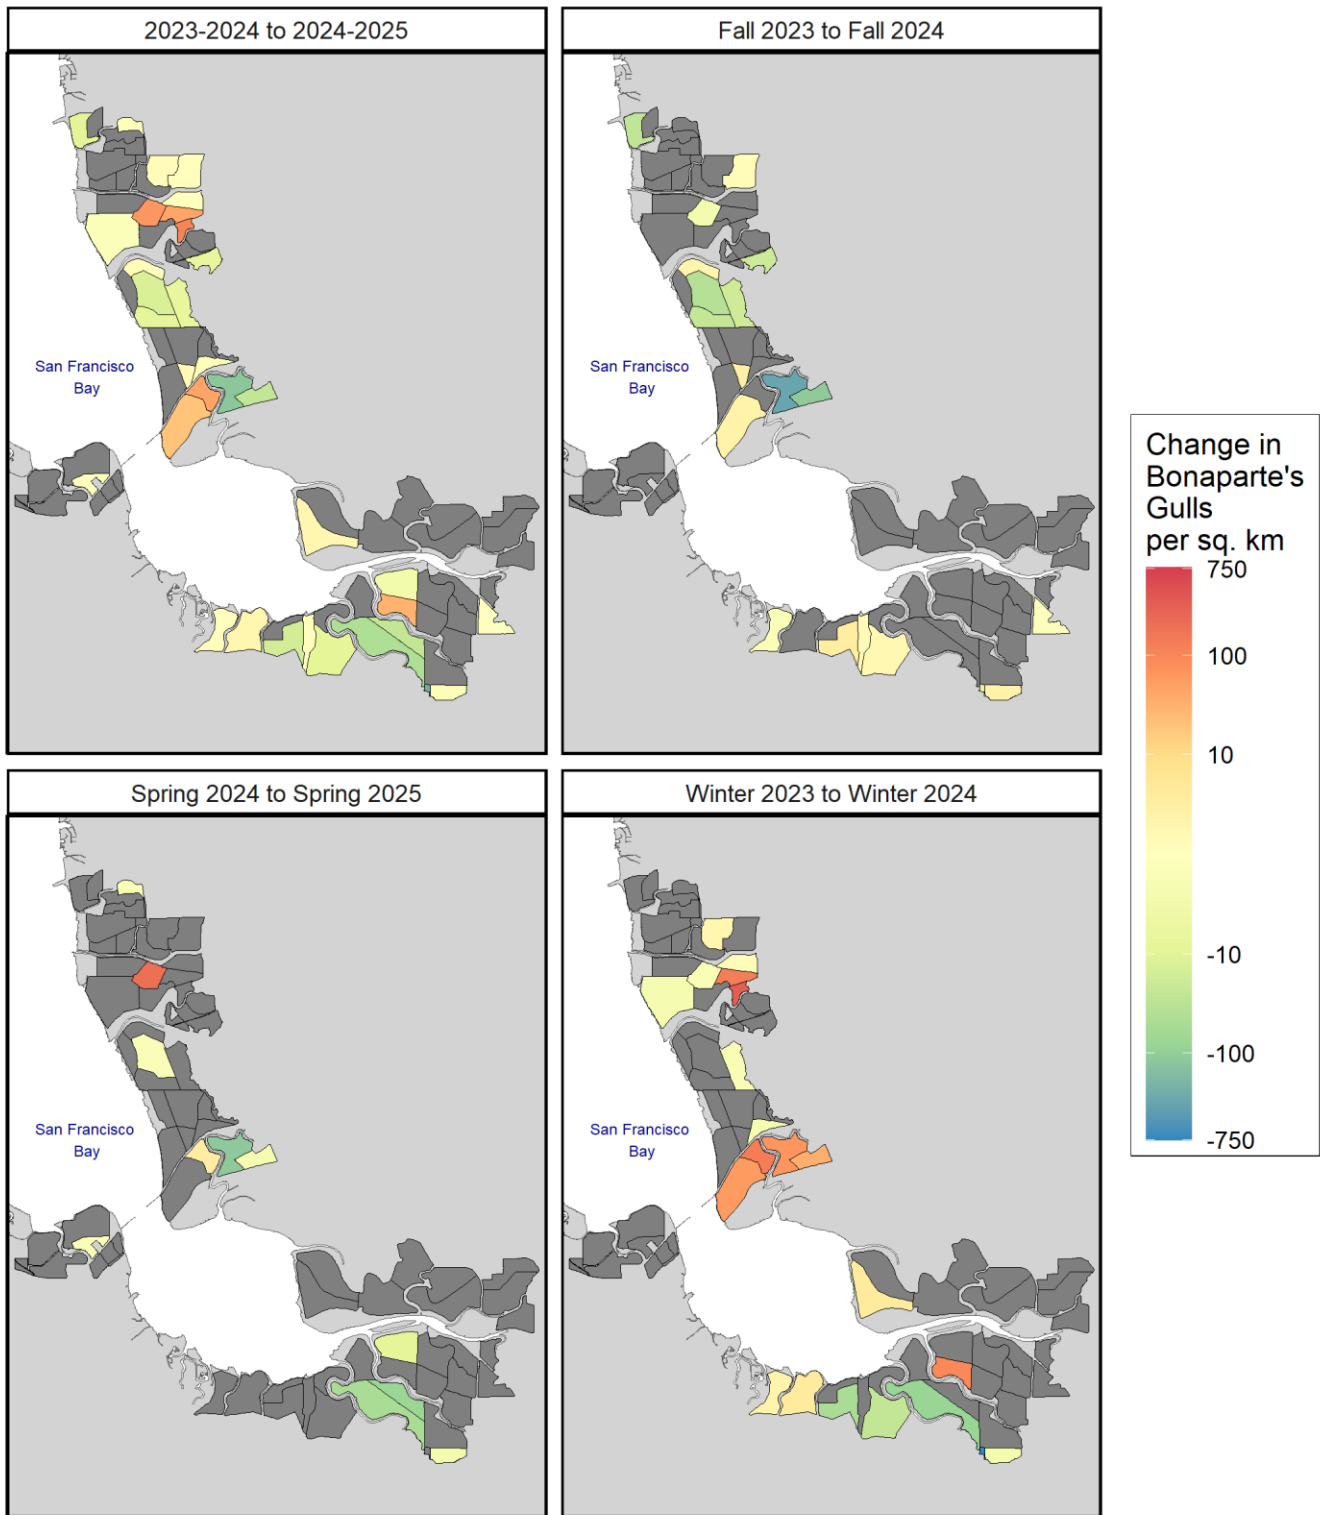 2023-2024 to 2024-2025
Fall 2023 to Fall 2024
San Francisco
Bay
San Francisco
Bay
Change in
Bonaparte's
Gulls
per sq. km
750
100
10
-10
-100
-750
Spring 2024 to Spring 2025
Winter 2023 to Winter 2024
San Francisco
Bay
San Francisco
Bay